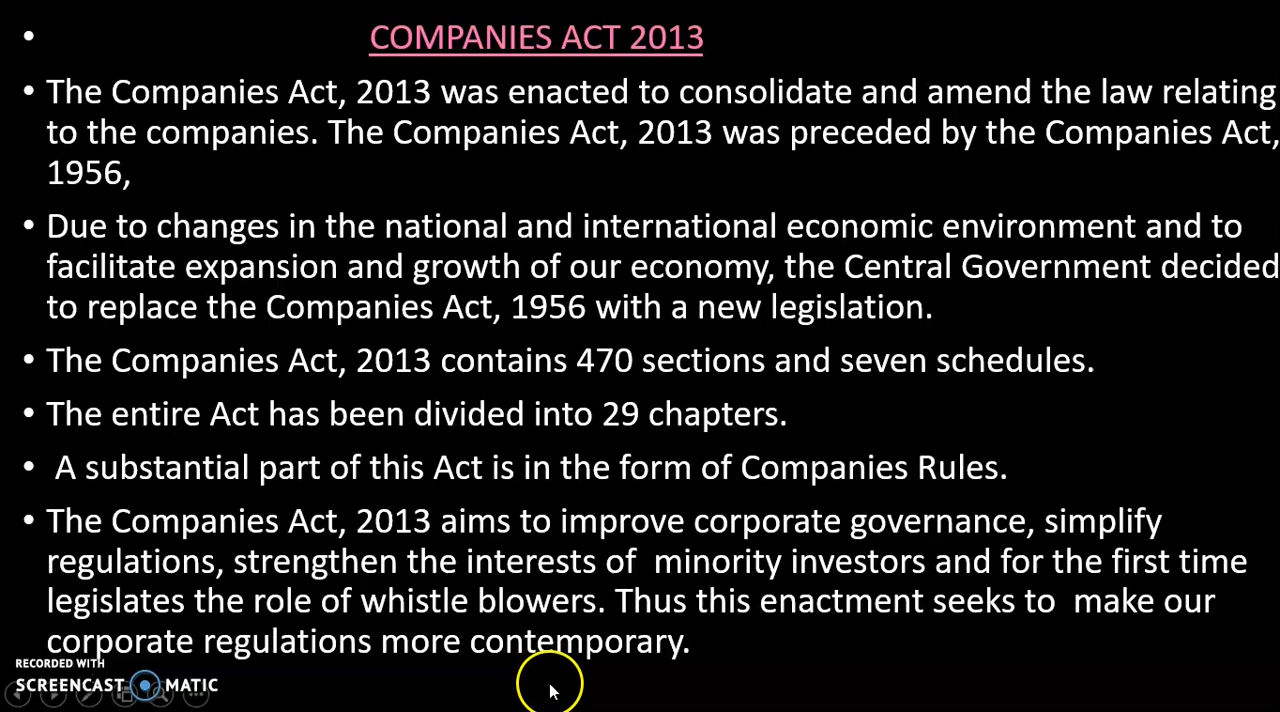 • COMPANIES ACT 2013
• The Companies Act, 2013 was enacted to consolidate and amend the law relating
to the companies. The Companies Act, 2013 was preceded by the Companies Act,
1956,
• Due to changes in the national and international economic environment and to
facilitate expansion and growth of our economy, the Central Government decided
to replace the Companies Act, 1956 with a new legislation.
• The Companies Act, 2013 contains 470 sections and seven schedules.
• The entire Act has been divided into 29 chapters.
• A substantial part of this Act is in the form of Companies Rules.
• The Companies Act, 2013 aims to improve corporate governance, simplify
regulations, strengthen the interests of minority investors and for the first time
legislates the role of whistle blowers. Thus this enactment seeks to make our
corporate regulations more contemporary.
RECORDED WITH
SCREENCAST MATIC